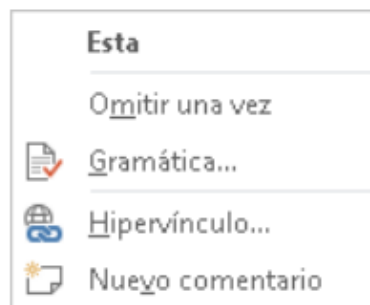 Esta
Omitir una vez
Gramática...
Hipervínculo...
Nuevo comentario